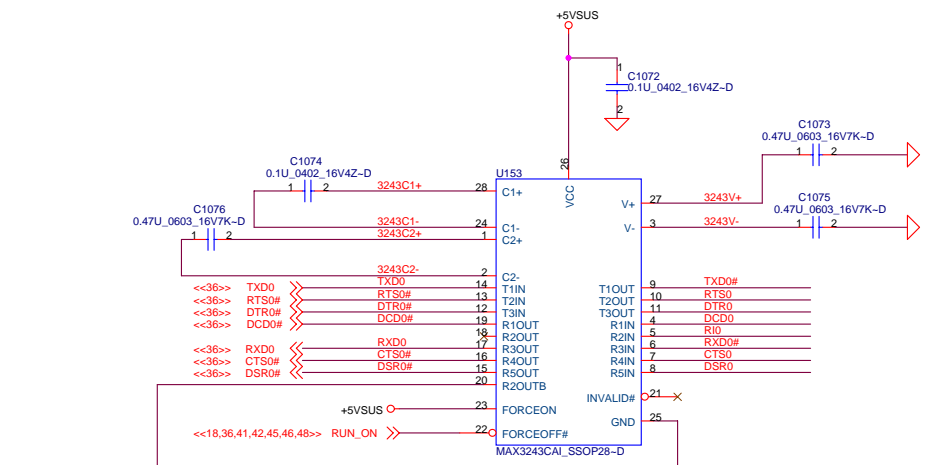 +5VSUS
1
C1072
0.1U_0402_16V4Z~D
2
C1073
0.47U_0603_16V7K~D
1 2
26
C1074
0.1U_0402_16V4Z~D
1 2
3243C1+
28
U153
C1+
VCC
V+
27
3243V+
C1075
0.47U_0603_16V7K~D
1 2
C1076
0.47U_0603_16V7K~D
1 2
3243C1-
24
C1-
3243C2+
1
C2+
V-
3
3243V-
3243C2-
2
C2-
<<36>> TXD0 TXD0 14 T1IN T1OUT 9 TXD0#
<<36>> RTS0# RTS0# 13 T2IN T2OUT 10 RTS0
<<36>> DTR0# DTR0# 12 T3IN T3OUT 11 DTR0
<<36>> DCD0# DCD0# 19 R1OUT R1IN 4 DCD0
18 R2OUT R2IN 5 RI0
<<36>> RXD0 RXD0 17 R3OUT R3IN 6 RXD0#
<<36>> CTS0# CTS0# 16 R4OUT R4IN 7 CTS0
<<36>> DSR0# DSR0# 15 R5OUT R5IN 8 DSR0
20 R2OUTB
INVALID# 21
+5VSUS 23 FORCEON
GND 25
<<18,36,41,42,45,46,48>> RUN_ON 22 FORCEOFF#
MAX3243CAI_SSOP28~D